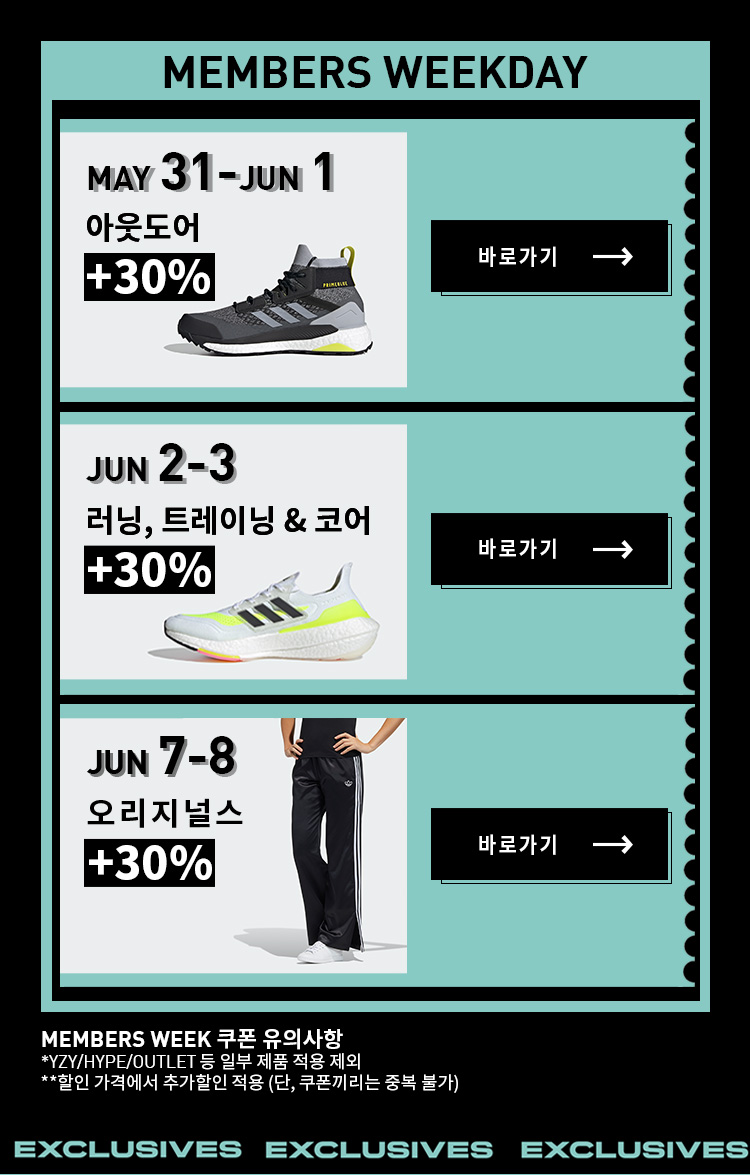 MEMBERS WEEKDAY
MAY 31-JUN 1
아웃도어
+30%
PRIMEBLUE
바로가기
JUN 2-3
러닝, 트레이닝 & 코어
+30%
바로가기
JUN 7-8
오리지널스
+30%
바로가기
MEMBERS WEEK 쿠폰 유의사항
*YZY/HYPE/OUTLET 등 일부 제품 적용 제외
**할인 가격에서 추가할인 적용 (단, 쿠폰끼리는 중복 불가)
EXCLUSIVES EXCLUSIVES EXCLUSIVES